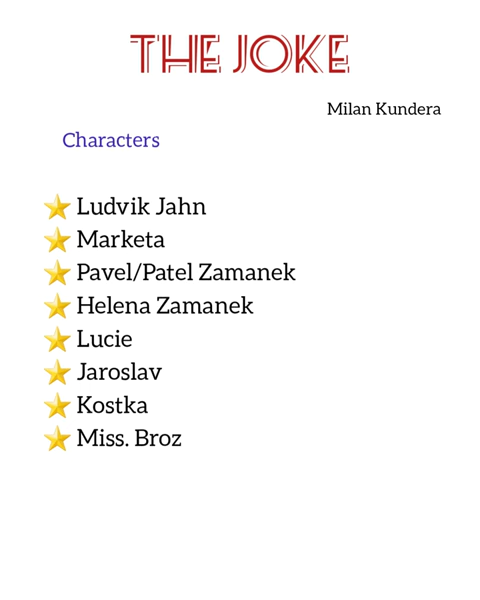 THE JOKE
Milan Kundera
Characters
Ludvik Jahn
Marketa
Pavel/Patel Zamanek
Helena Zamanek
Lucie
Jaroslav
Kostka
Miss. Broz